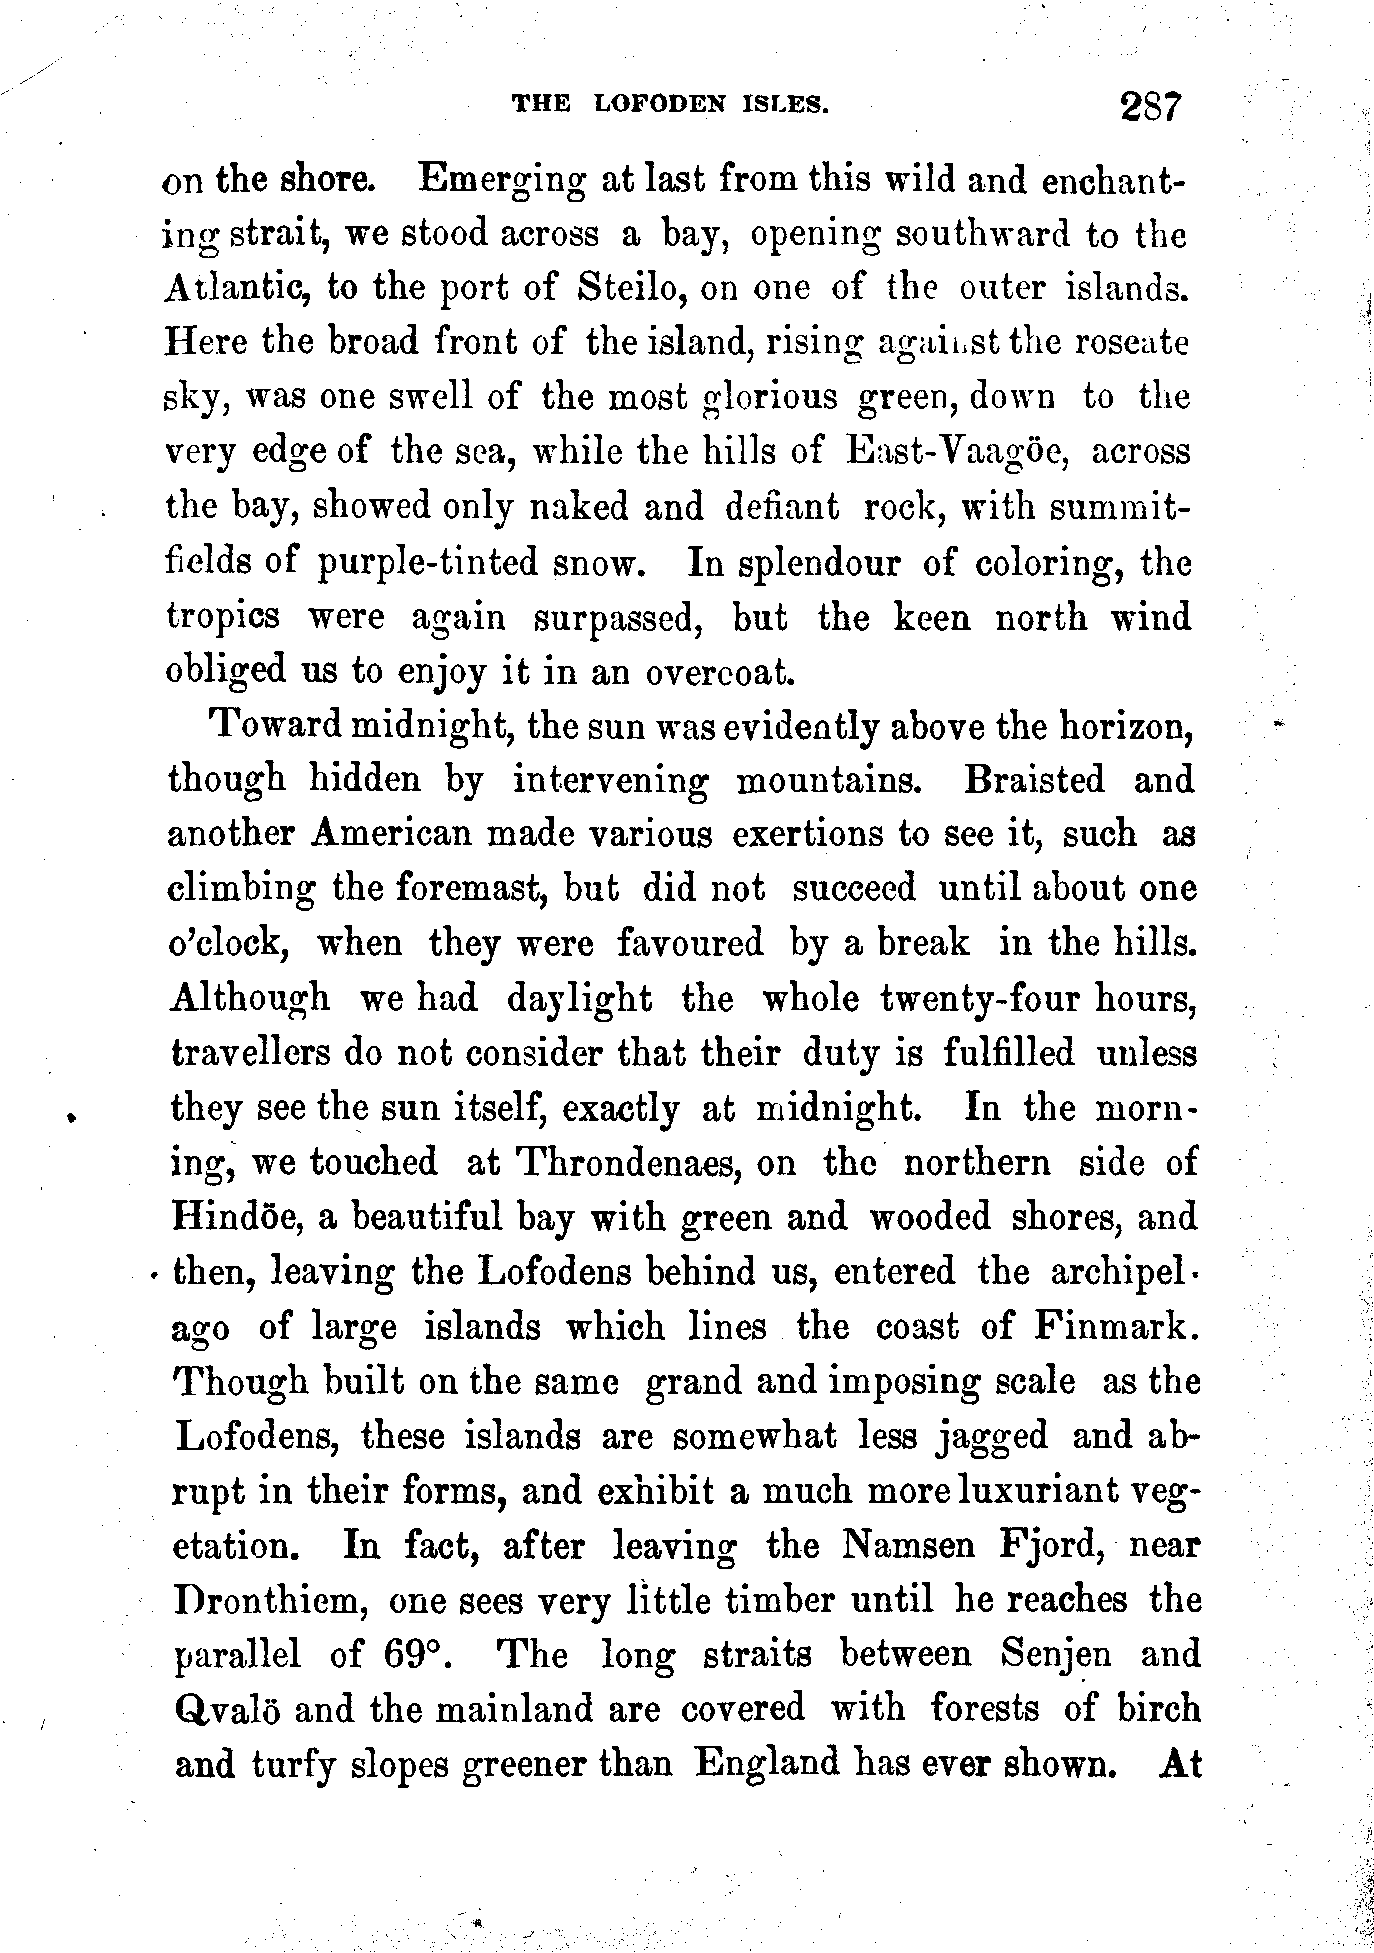 THE LOFODEN ISLES. 287
on the shore. Emerging at last from this wild and enchant-
ing strait, we stood across a bay, opening southward to the
Atlantic, to the port of Steilo, on one of the outer islands.
Here the broad front of the island, rising against the roseate
sky, was one swell of the most glorious green, down to the
very edge of the sea, while the hills of East-Vaagöe, across
the bay, showed only naked and defiant rock, with summit-
fields of purple-tinted snow. In splendour of coloring, the
tropics were again surpassed, but the keen north wind
obliged us to enjoy it in an overcoat.
Toward midnight, the sun was evidently above the horizon,
though hidden by intervening mountains. Braisted and
another American made various exertions to see it, such as
climbing the foremast, but did not succeed until about one
o'clock, when they were favoured by a break in the hills.
Although we had daylight the whole twenty-four hours,
travellers do not consider that their duty is fulfilled unless
they see the sun itself, exactly at midnight. In the morn-
ing, we touched at Throndenaes, on the northern side of
Hindöe, a beautiful bay with green and wooded shores, and
then, leaving the Lofodens behind us, entered the archipel-
ago of large islands which lines the coast of Finmark.
Though built on the same grand and imposing scale as the
Lofodens, these islands are somewhat less jagged and ab-
rupt in their forms, and exhibit a much more luxuriant veg-
etation. In fact, after leaving the Namsen Fjord, near
Dronthiem, one sees very little timber until he reaches the
parallel of 69°. The long straits between Senjen and
Qvalö and the mainland are covered with forests of birch
and turfy slopes greener than England has ever shown. At